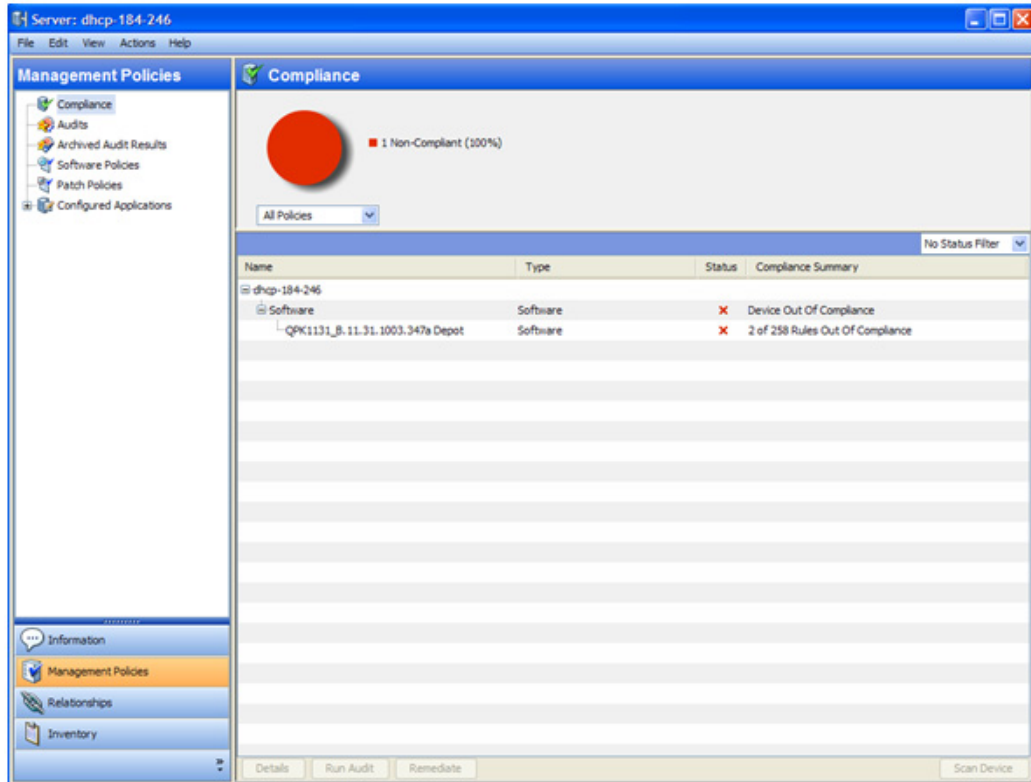 Server: dhcp-184-246
File Edit View Actions Help
Management Policies
Compliance
Audits
Archived Audit Results
Software Policies
Patch Policies
Configured Applications
Information
Management Policies
Relationships
Inventory
Compliance
1 Non-Compliant (100%)
All Policies
No Status Filter
Name Type Status Compliance Summary
dhcp-184-246
Software Software Device Out Of Compliance
QPK1131_B.11.31.1003.347a Depot Software 2 of 258 Rules Out Of Compliance
Details Run Audit Remediate Scan Device